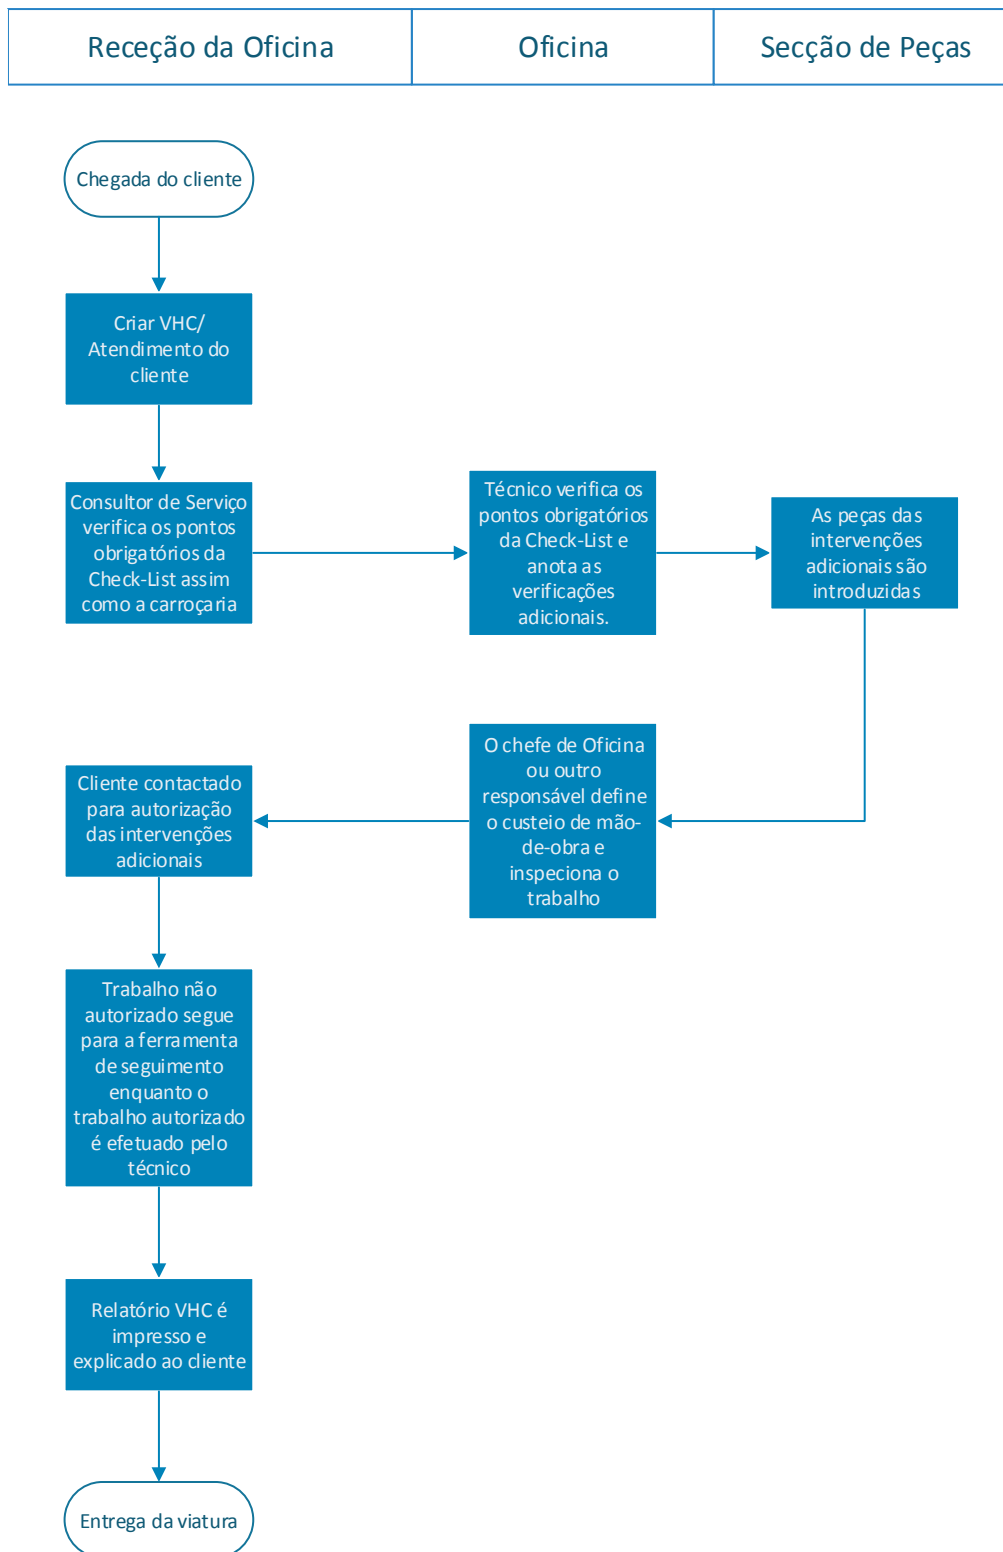 Receção da Oficina
Oficina
Secção de Peças
Chegada do cliente
Criar VHC/
Atendimento do
cliente
Consultor de Serviço
verifica os pontos
obrigatórios da
Check-List assim
como a carroçaria
Técnico verifica os
pontos obrigatórios
da Check-List e
anota as
verificações
adicionais.
As peças das
intervenções
adicionais são
introduzidas
O chefe de Oficina
ou outro
responsável define
o custeio de mão-
de-obra e
inspeciona o
trabalho
Cliente contactado
para autorização
das intervenções
adicionais
Trabalho não
autorizado segue
para a ferramenta
de seguimento
enquanto o
trabalho autorizado
é efetuado pelo
técnico
Relatório VHC é
impresso e
explicado ao cliente
Entrega da viatura